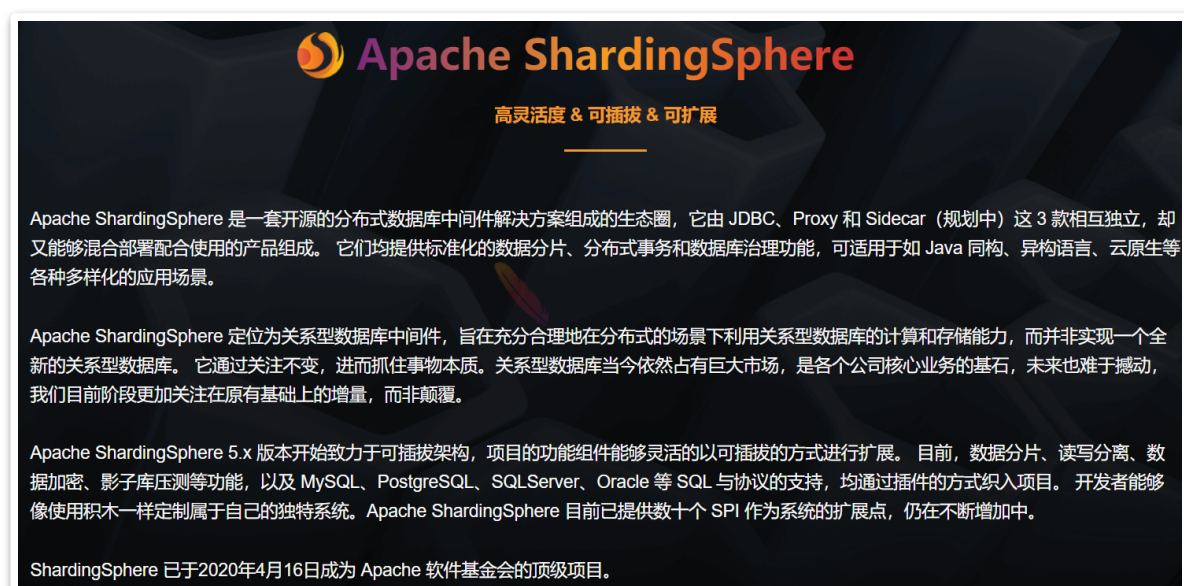 Apache ShardingSphere
高灵活度 & 可插拔 & 可扩展
Apache ShardingSphere 是一套开源的分布式数据库中间件解决方案组成的生态圈，它由 JDBC、Proxy 和 Sidecar（规划中）这 3 款相互独立，却
又能够混合部署配合使用的产品组成。 它们均提供标准化的数据分片、分布式事务和数据库治理功能，可适用于如 Java 同构、异构语言、云原生等
各种多样化的应用场景。
Apache ShardingSphere 定位为关系型数据库中间件，旨在充分合理地在分布式的场景下利用关系型数据库的计算和存储能力，而并非实现一个全
新的关系型数据库。 它通过关注不变，进而抓住事物本质。关系型数据库当今依然占有巨大市场，是各个公司核心业务的基石，未来也难于撼动，
我们目前阶段更加关注在原有基础上的增量，而非颠覆。
Apache ShardingSphere 5.x 版本开始致力于可插拔架构，项目的功能组件能够灵活的以可插拔的方式进行扩展。 目前，数据分片、读写分离、数
据加密、影子库压测等功能，以及 MySQL、PostgreSQL、SQLServer、Oracle 等 SQL 与协议的支持，均通过插件的方式织入项目。 开发者能够
像使用积木一样定制属于自己的独特系统。Apache ShardingSphere 目前已提供数十个 SPI 作为系统的扩展点，仍在不断增加中。
ShardingSphere 已于2020年4月16日成为 Apache 软件基金会的顶级项目。